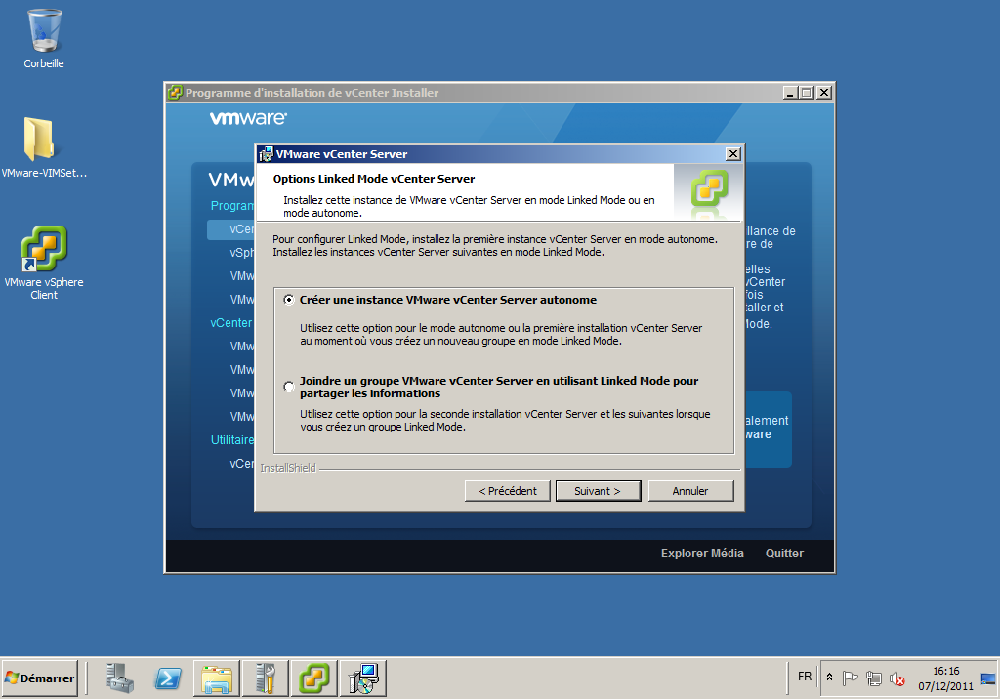 Corbeille
VMware-VIMSet...
VMware vSphere
Client
Programme d'installation de vCenter Installer
vmware
VMware vCenter Server
Options Linked Mode vCenter Server
Installez cette instance de VMware vCenter Server en mode Linked Mode ou en
mode autonome.
Pour configurer Linked Mode, installez la première instance vCenter Server en mode autonome.
Installez les instances vCenter Server suivantes en mode Linked Mode.
Créer une instance VMware vCenter Server autonome
Utilisez cette option pour le mode autonome ou la première installation vCenter Server
au moment où vous créez un nouveau groupe en mode Linked Mode.
Joindre un groupe VMware vCenter Server en utilisant Linked Mode pour
partager les informations
Utilisez cette option pour la seconde installation vCenter Server et les suivantes lorsque
vous créez un groupe Linked Mode.
InstallShield
< Précédent
Suivant >
Annuler
VMw
Program
vCer
vSph
VMw
VMw
vCenter
VMw
VMw
VMw
VMw
Utilitaire
vCer
llance de
re de
elles
vCenter
fois
taller et
Mode.
alement
ware
Explorer Média
Quitter
Démarrer
FR
16:16
07/12/2011